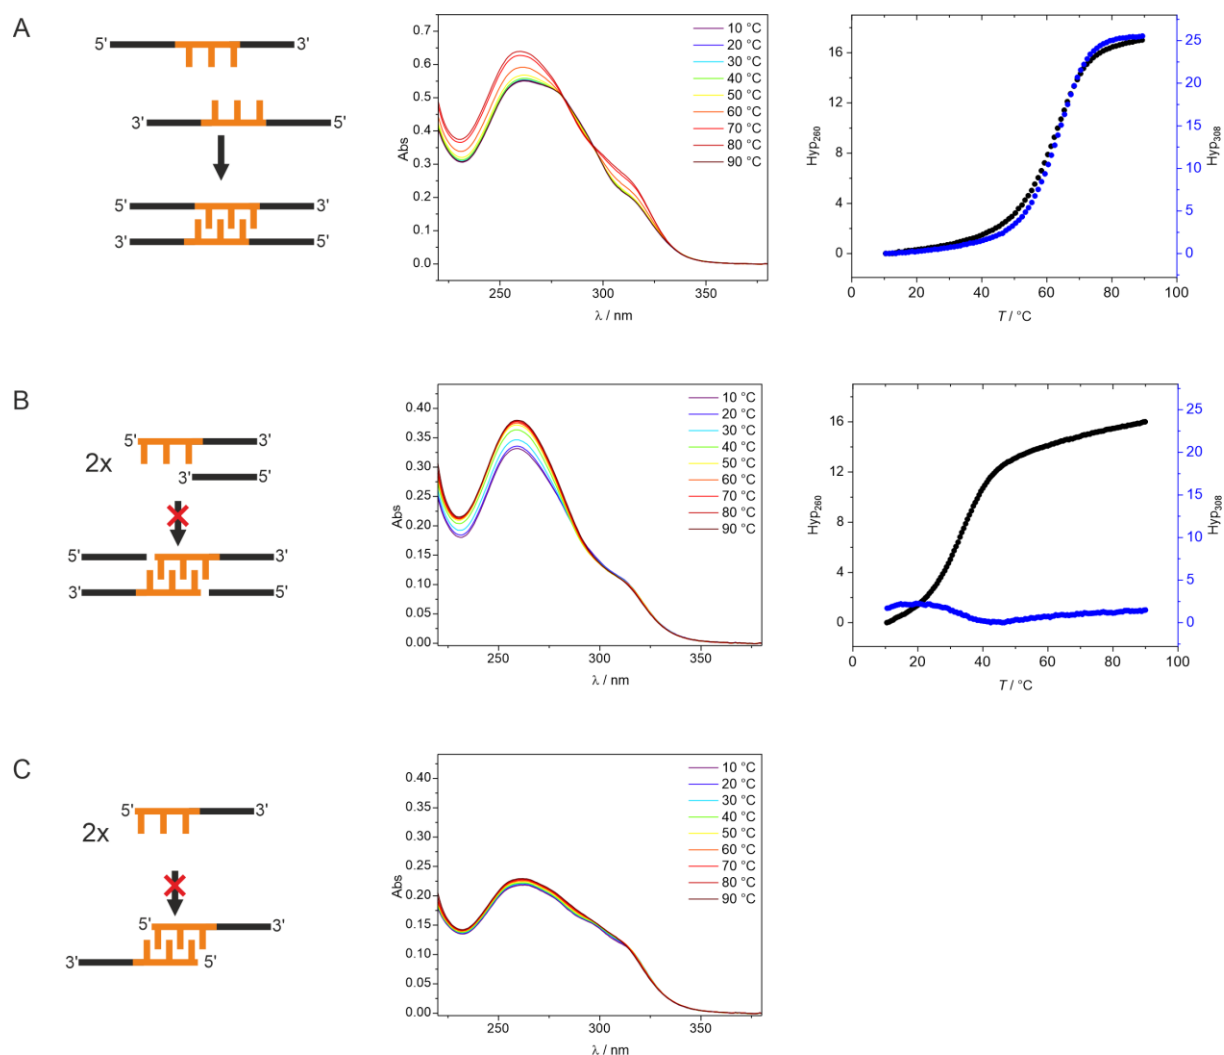 A
5' 3'
3' 5'
5' 3'
3' 5'
Abs
0.7
0.6
0.5
0.4
0.3
0.2
0.1
0.0
10 °C
20 °C
30 °C
40 °C
50 °C
60 °C
70 °C
80 °C
90 °C
250 300 350
λ / nm
Hyp260
16
12
8
4
0
25
20
15
10
5
0
Hyp308
0 20 40 60 80 100
T / °C
B
5' 3'
2x
3' 5'
5' 3'
3' 5'
Abs
0.40
0.35
0.30
0.25
0.20
0.15
0.10
0.05
0.00
10 °C
20 °C
30 °C
40 °C
50 °C
60 °C
70 °C
80 °C
90 °C
250 300 350
λ / nm
Hyp260
16
12
8
4
0
25
20
15
10
5
0
Hyp308
0 20 40 60 80 100
T / °C
C
5' 3'
2x
5' 3'
3' 5'
Abs
0.40
0.35
0.30
0.25
0.20
0.15
0.10
0.05
0.00
10 °C
20 °C
30 °C
40 °C
50 °C
60 °C
70 °C
80 °C
90 °C
250 300 350
λ / nm